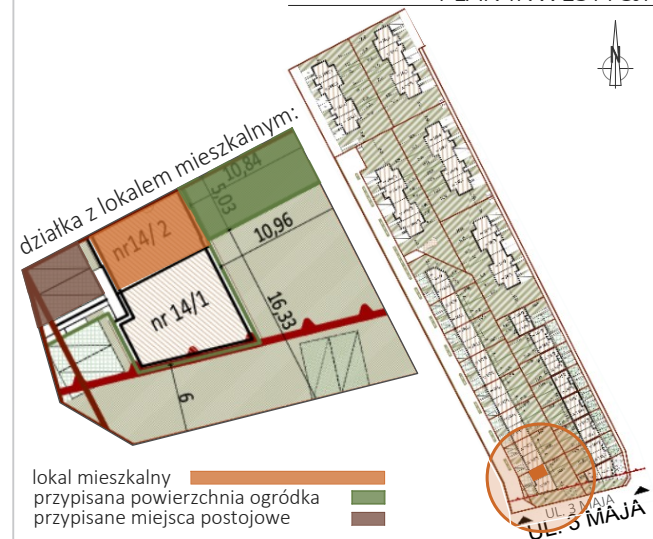 N
działka z lokalem mieszkalnym:
10,84
5,03
nr14/ 2
10,96
nr 14/1
16,33
6
lokal mieszkalny
przypisana powierzchnia ogródka
przypisane miejsca postojowe
UL. 3 MAJA
UL. 3 MAJA